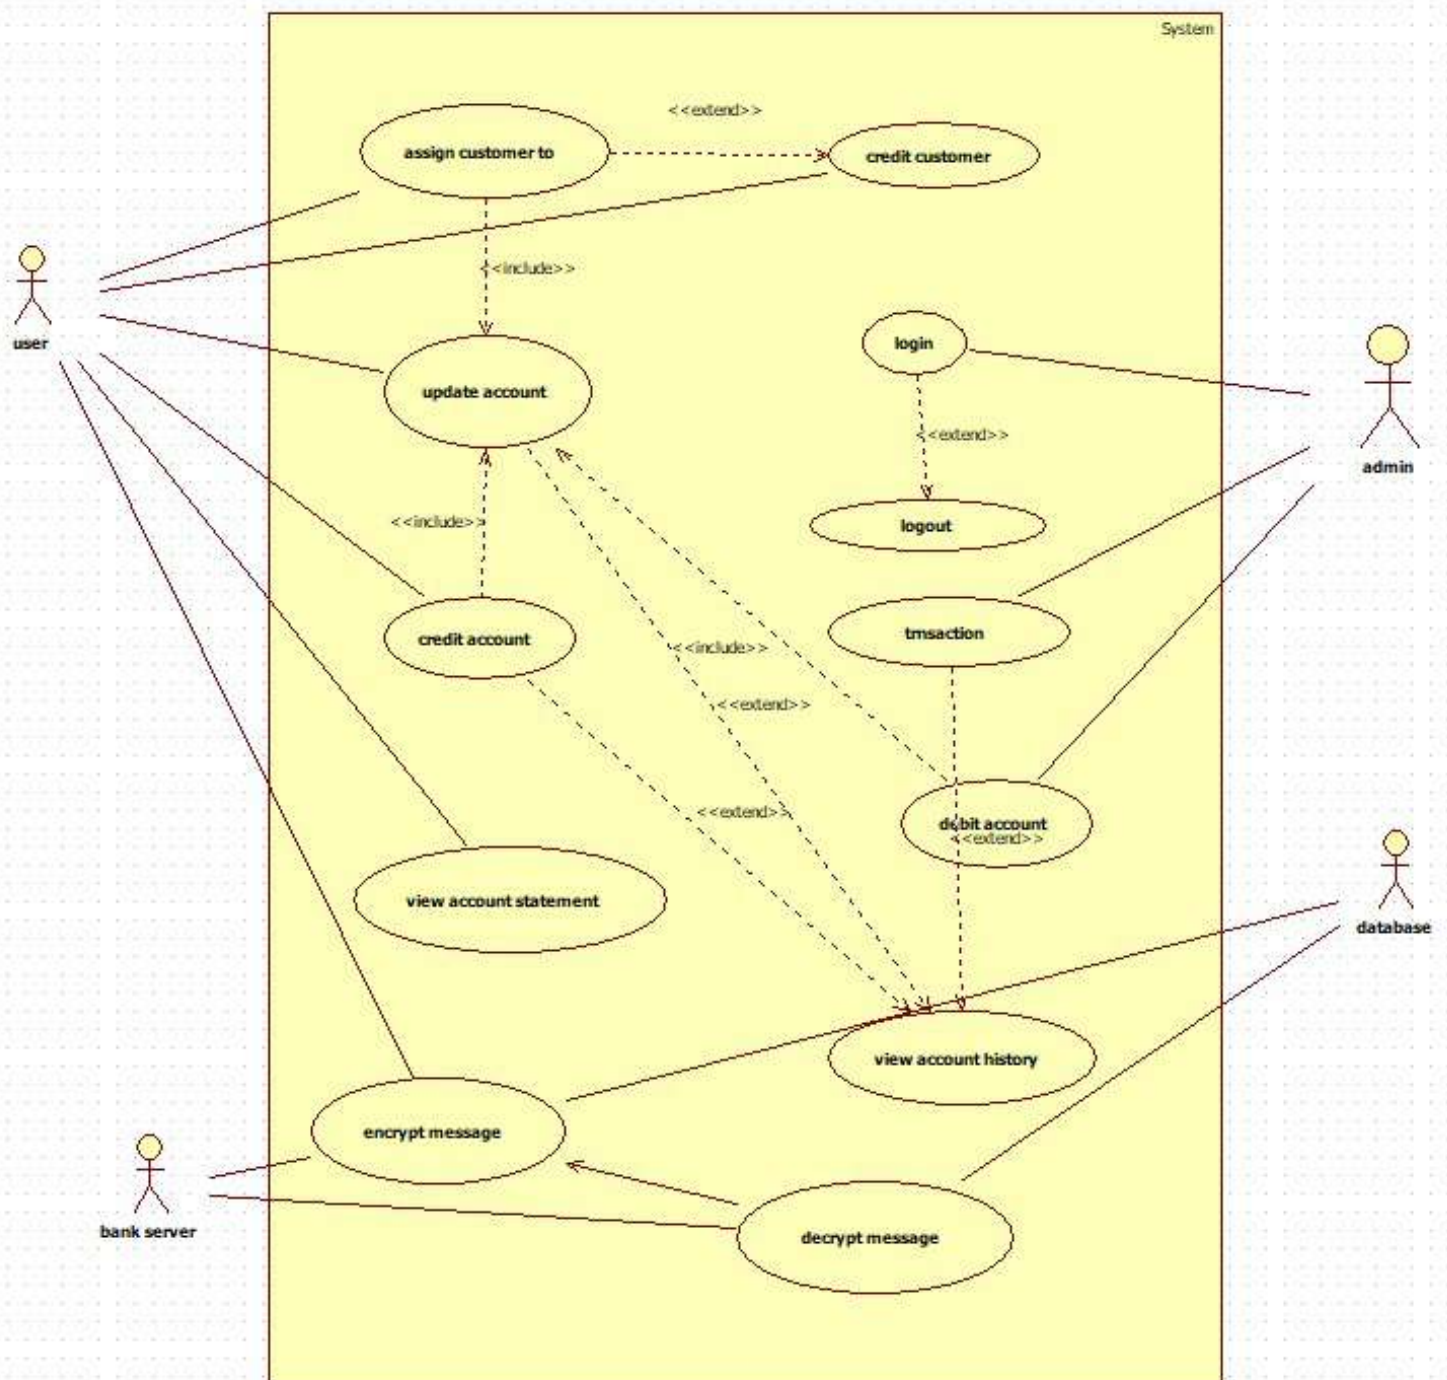 System
<<extend>>
assign customer to
credit customer
<<include>>
user
login
update account
<<extend>>
admin
<<include>>
logout
credit account
trnsaction
<<include>>
<<extend>>
<<extend>>
debit account
<<extend>>
view account statement
database
view account history
encrypt message
bank server
decrypt message